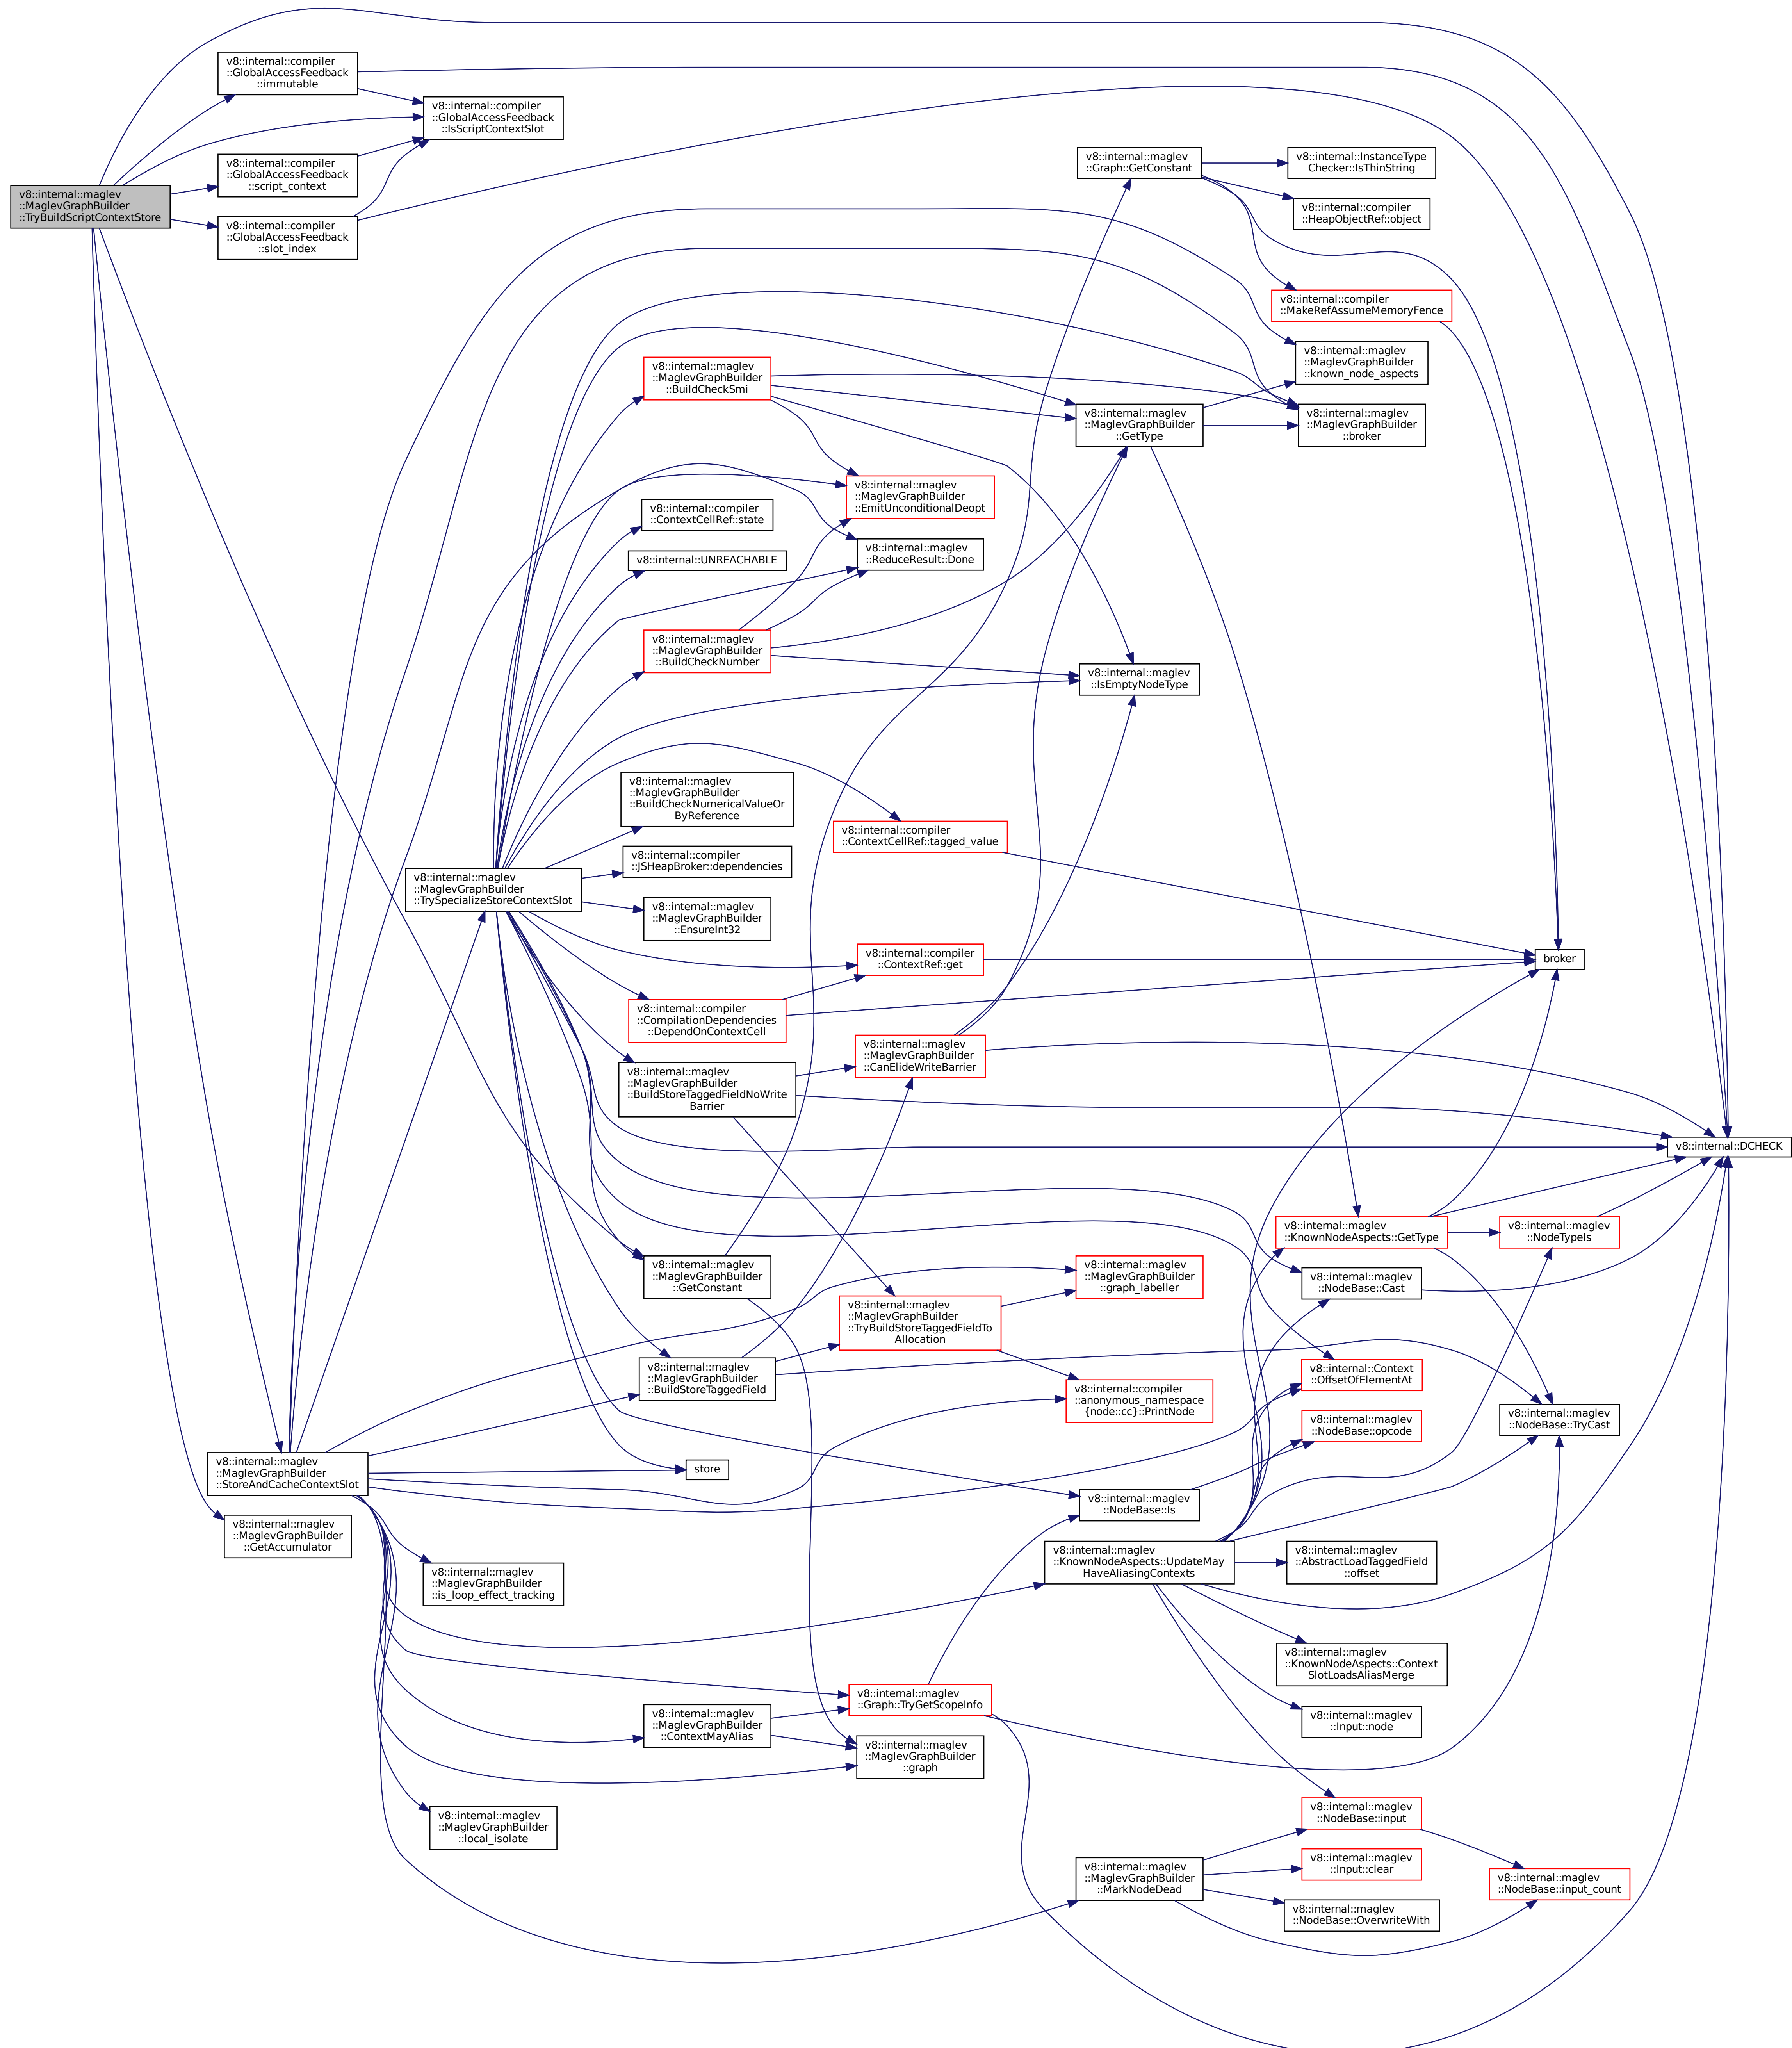 v8::internal::maglev
::MaglevGraphBuilder
::TryBuildScriptContextStore
v8::internal::compiler
::GlobalAccessFeedback
::immutable
v8::internal::compiler
::GlobalAccessFeedback
::IsScriptContextSlot
v8::internal::compiler
::GlobalAccessFeedback
::script_context
v8::internal::compiler
::GlobalAccessFeedback
::slot_index
v8::internal::maglev
::Graph::GetConstant
v8::internal::InstanceType
Checker::IsThinString
v8::internal::compiler
::HeapObjectRef::object
v8::internal::compiler
::MakeRefAssumeMemoryFence
v8::internal::maglev
::MaglevGraphBuilder
::known_node_aspects
v8::internal::maglev
::MaglevGraphBuilder
::BuildCheckSmi
v8::internal::maglev
::MaglevGraphBuilder
::GetType
v8::internal::maglev
::MaglevGraphBuilder
::broker
v8::internal::maglev
::MaglevGraphBuilder
::EmitUnconditionalDeopt
v8::internal::compiler
::ContextCellRef::state
v8::internal::UNREACHABLE
v8::internal::maglev
::ReduceResult::Done
v8::internal::maglev
::MaglevGraphBuilder
::BuildCheckNumber
v8::internal::maglev
::IsEmptyNodeType
v8::internal::maglev
::MaglevGraphBuilder
::BuildCheckNumericalValueOr
ByReference
v8::internal::compiler
::ContextCellRef::tagged_value
v8::internal::compiler
::JSHeapBroker::dependencies
v8::internal::maglev
::MaglevGraphBuilder
::TrySpecializeStoreContextSlot
v8::internal::maglev
::MaglevGraphBuilder
::EnsureInt32
v8::internal::compiler
::ContextRef::get
broker
v8::internal::compiler
::CompilationDependencies
::DependOnContextCell
v8::internal::maglev
::MaglevGraphBuilder
::CanElideWriteBarrier
v8::internal::maglev
::MaglevGraphBuilder
::BuildStoreTaggedFieldNoWrite
Barrier
v8::internal::DCHECK
v8::internal::maglev
::KnownNodeAspects::GetType
v8::internal::maglev
::NodeTypeIs
v8::internal::maglev
::MaglevGraphBuilder
::GetConstant
v8::internal::maglev
::MaglevGraphBuilder
::graph_labeller
v8::internal::maglev
::NodeBase::Cast
v8::internal::maglev
::MaglevGraphBuilder
::TryBuildStoreTaggedFieldTo
Allocation
v8::internal::maglev
::MaglevGraphBuilder
::BuildStoreTaggedField
v8::internal::Context
::OffsetOfElementAt
v8::internal::compiler
::anonymous_namespace
{node::cc}::PrintNode
v8::internal::maglev
::NodeBase::opcode
v8::internal::maglev
::NodeBase::TryCast
v8::internal::maglev
::MaglevGraphBuilder
::StoreAndCacheContextSlot
store
v8::internal::maglev
::NodeBase::Is
v8::internal::maglev
::MaglevGraphBuilder
::GetAccumulator
v8::internal::maglev
::KnownNodeAspects::UpdateMay
HaveAliasingContexts
v8::internal::maglev
::AbstractLoadTaggedField
::offset
v8::internal::maglev
::MaglevGraphBuilder
::is_loop_effect_tracking
v8::internal::maglev
::KnownNodeAspects::Context
SlotLoadsAliasMerge
v8::internal::maglev
::Graph::TryGetScopeInfo
v8::internal::maglev
::MaglevGraphBuilder
::ContextMayAlias
v8::internal::maglev
::Input::node
v8::internal::maglev
::MaglevGraphBuilder
::graph
v8::internal::maglev
::MaglevGraphBuilder
::local_isolate
v8::internal::maglev
::NodeBase::input
v8::internal::maglev
::MaglevGraphBuilder
::MarkNodeDead
v8::internal::maglev
::Input::clear
v8::internal::maglev
::NodeBase::input_count
v8::internal::maglev
::NodeBase::OverwriteWith